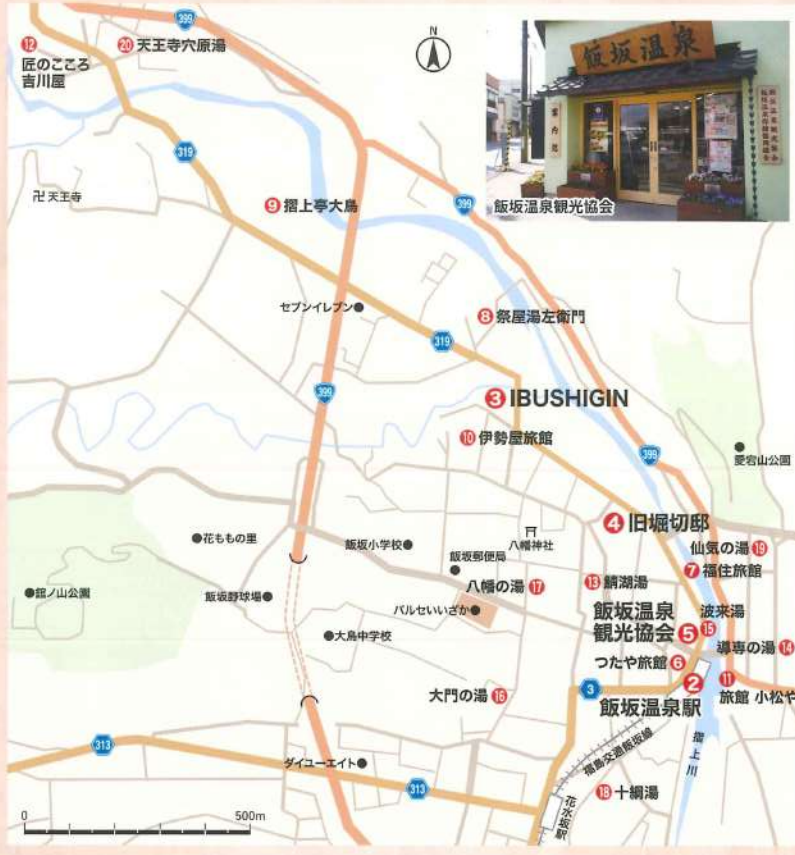 399
⑫
匠のこころ
吉川屋
⑳ 天王寺穴原湯
N
飯坂温泉
案内処
飯坂温泉観光協会
319
卍天王寺
⑨ 摺上亭大鳥
399
セブンイレブン
⑧ 祭屋湯左衛門
319
399
③ IBUSHIGIN
⑩ 伊勢屋旅館
399
愛宕山公園
④ 旧堀切邸
花ももの里
飯坂小学校
八幡神社
飯坂郵便局
仙気の湯 ⑲
⑦ 福住旅館
舘ノ山公園
飯坂野球場
八幡の湯 ⑰
⑬ 鯖湖湯
パルセいいざか
飯坂温泉
観光協会 ⑤
波来湯
⑮
大鳥中学校
導専の湯 ⑭
つたや旅館 ⑥
大門の湯 ⑯
3
②
飯坂温泉駅
⑪
旅館 小松や
313
ダイユーエイト
福島交通飯坂線
摺上川
313
⑱ 十綱湯
花水坂駅
0
500m